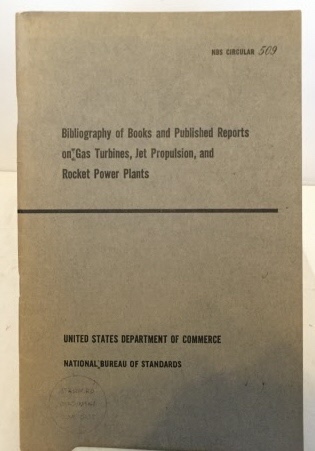 NBS CIRCULAR 509
Bibliography of Books and Published Reports
on Gas Turbines, Jet Propulsion, and
Rocket Power Plants
UNITED STATES DEPARTMENT OF COMMERCE
NATIONAL BUREAU OF STANDARDS